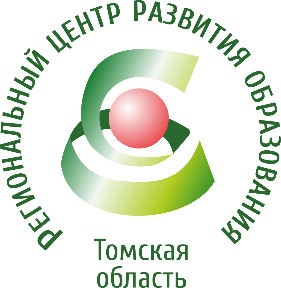 Региональный центр развития образования
Томская
область